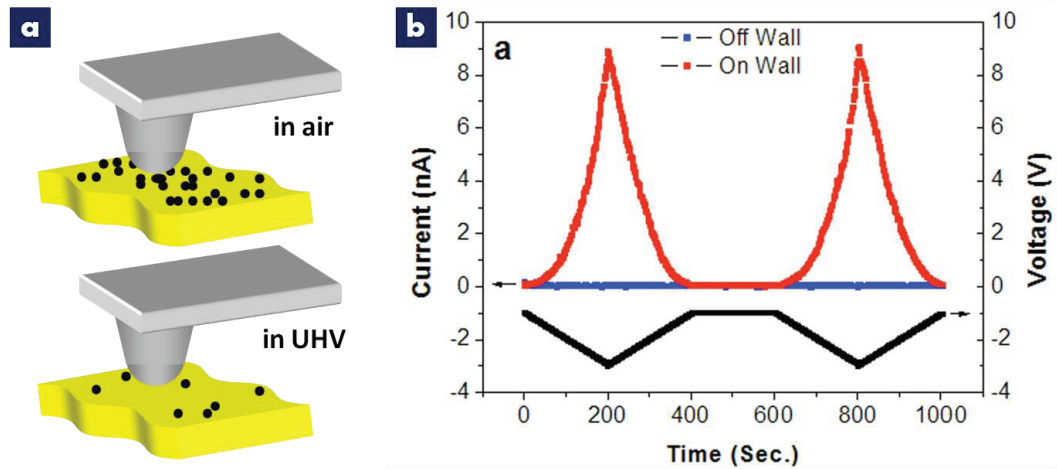 a
in air
in UHV
b
a
Off Wall
On Wall
Current (nA)
10
8
6
4
2
0
-2
-4
Voltage (V)
10
8
6
4
2
0
-2
-4
0 200 400 600 800 1000
Time (Sec.)